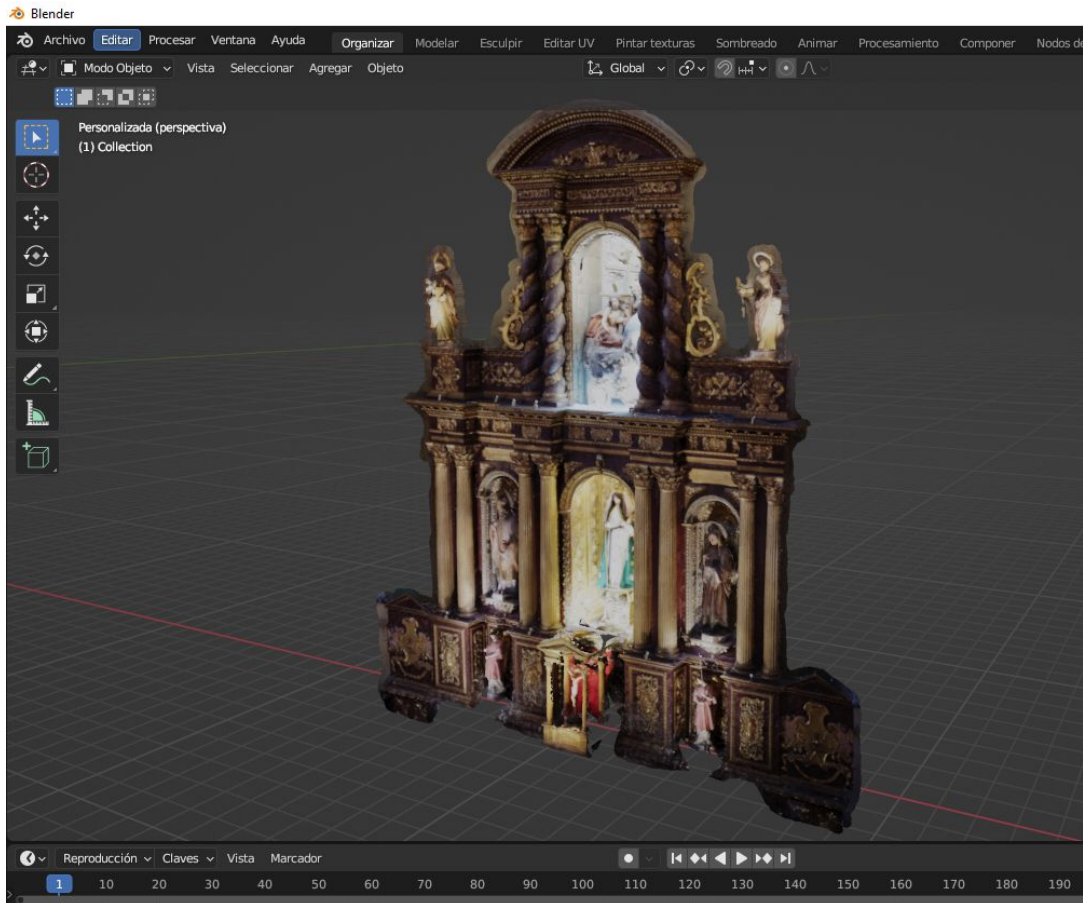 Blender
Archivo Editar Procesar Ventana Ayuda Organizar Modelar Esculpir Editar UV Pintar texturas Sombreado Animar Procesamiento Componer Nodos de
Modo Objeto Vista Seleccionar Agregar Objeto Global
Personalizada (perspectiva)
(1) Collection
Reproducción Claves Vista Marcador
1 10 20 30 40 50 60 70 80 90 100 110 120 130 140 150 160 170 180 190